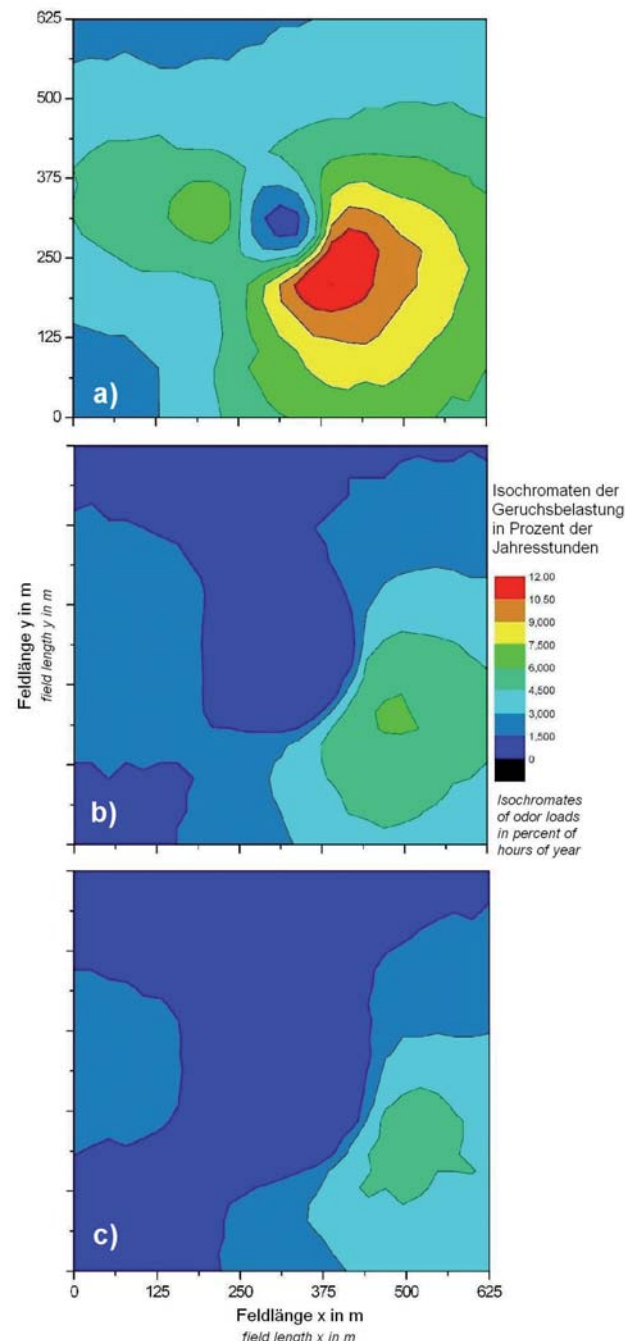 625
500
375
250
125
0
a)
b)
Feldlänge y in m
field length y in m
Isochromaten der
Geruchsbelastung
in Prozent der
Jahresstunden
12.00
10.50
9,000
7,500
6,000
4,500
3,000
1,500
0
Isochromates
of odor loads
in percent of
hours of year
c)
0 125 250 375 500 625
Feldlänge x in m
field length x in m